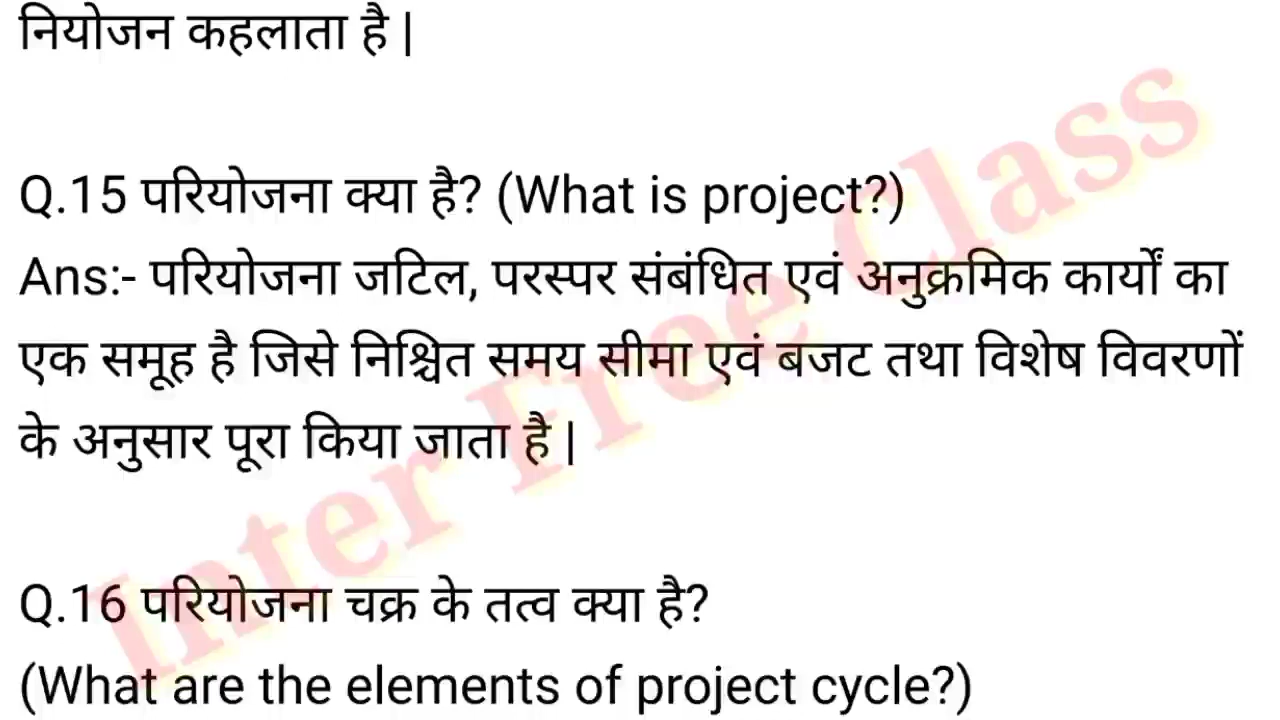 नियोजन कहलाता है |
Q.15 परियोजना क्या है? (What is project?)
Ans:- परियोजना जटिल, परस्पर संबंधित एवं अनुक्रमिक कार्यों का
एक समूह है जिसे निश्चित समय सीमा एवं बजट तथा विशेष विवरणों
के अनुसार पूरा किया जाता है |
Q.16 परियोजना चक्र के तत्व क्या है?
(What are the elements of project cycle?)
Inter Free Class